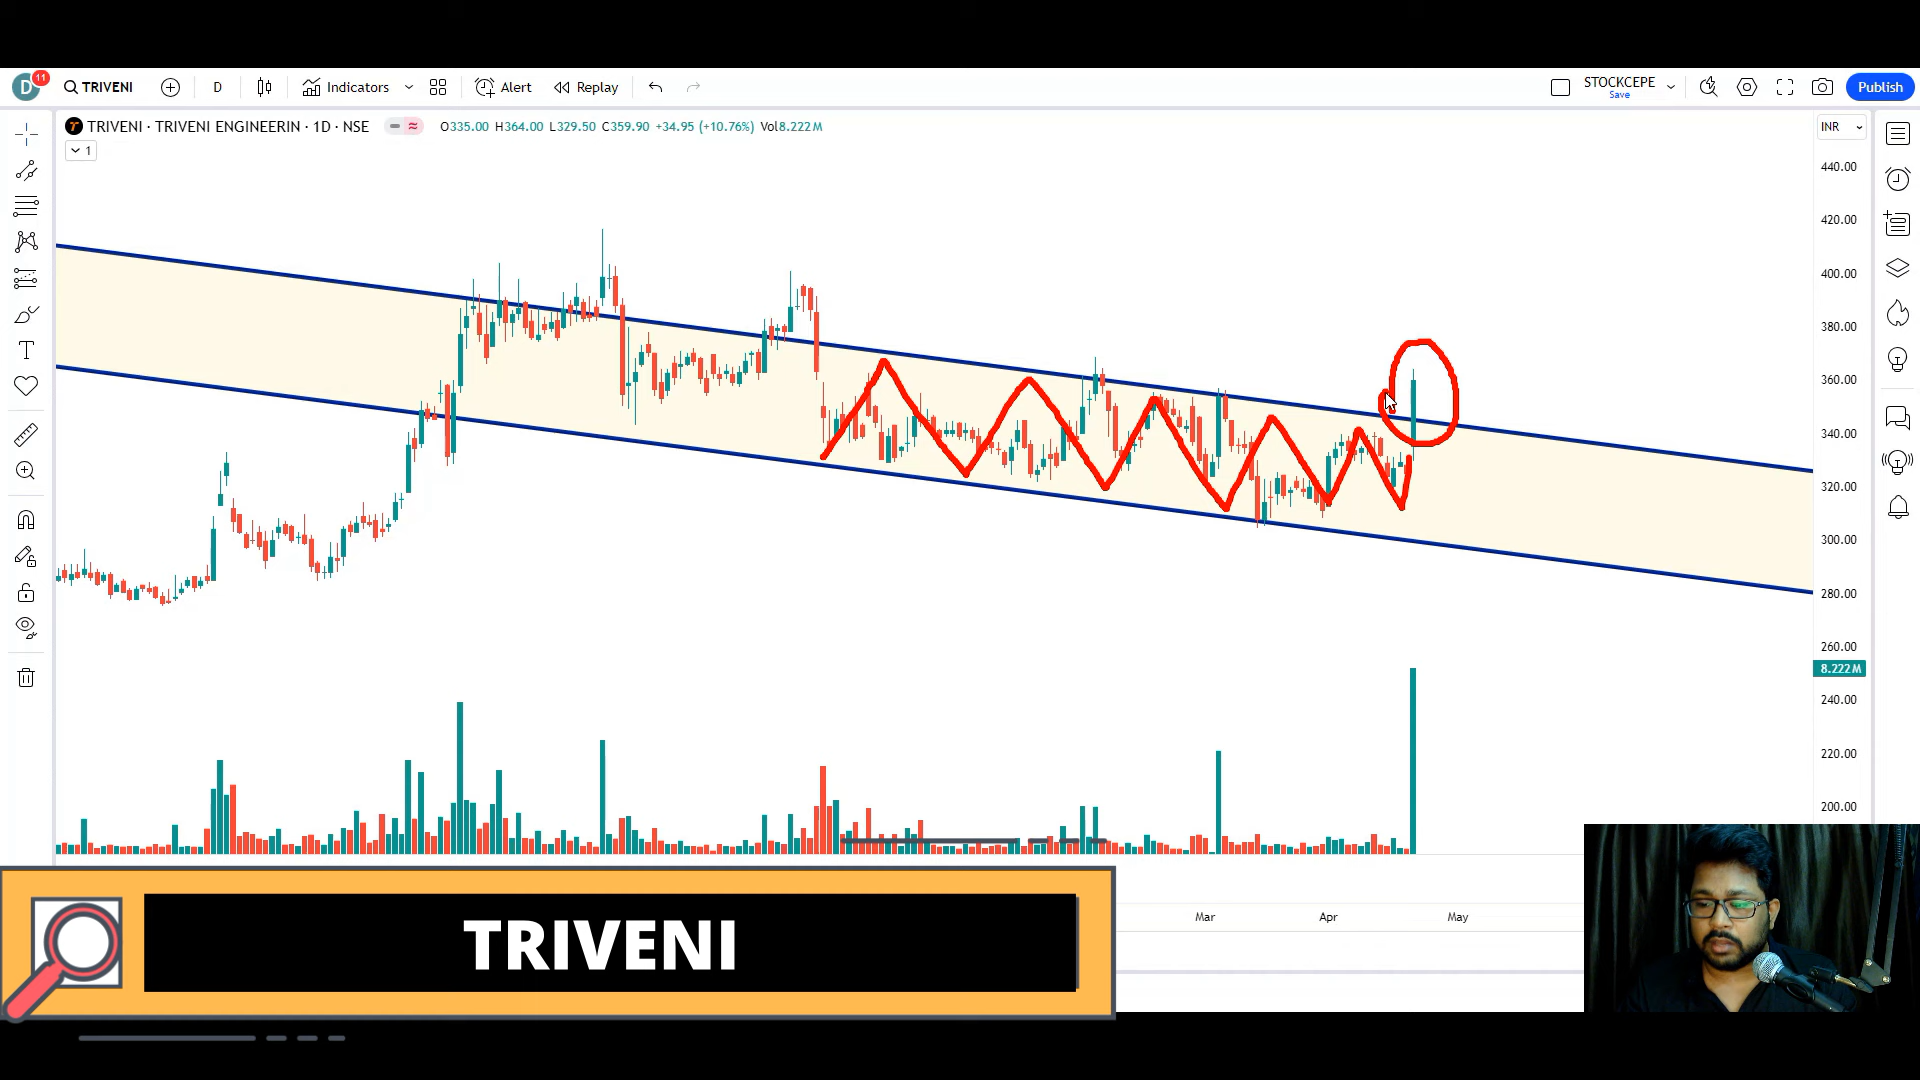 D 11 TRIVENI D Indicators Alert Replay STOCKCEPE Save Publish
TRIVENI · TRIVENI ENGINEERIN · 1D · NSE O335.00 H364.00 L329.50 C359.90 +34.95 (+10.76%) Vol8.222M INR
1
440.00
420.00
400.00
380.00
360.00
340.00
320.00
300.00
280.00
260.00
8.222M
240.00
220.00
200.00
Mar Apr May
TRIVENI